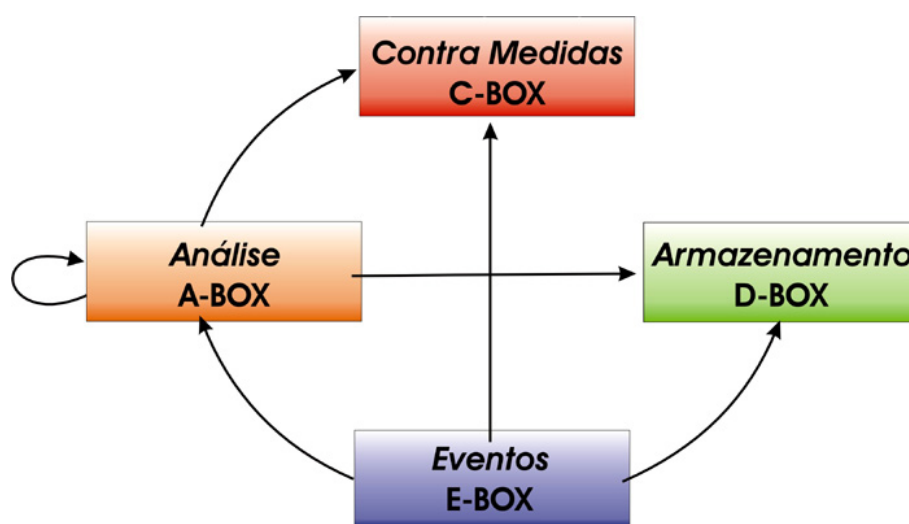 Contra Medidas
C-BOX
Análise
A-BOX
Armazenamento
D-BOX
Eventos
E-BOX